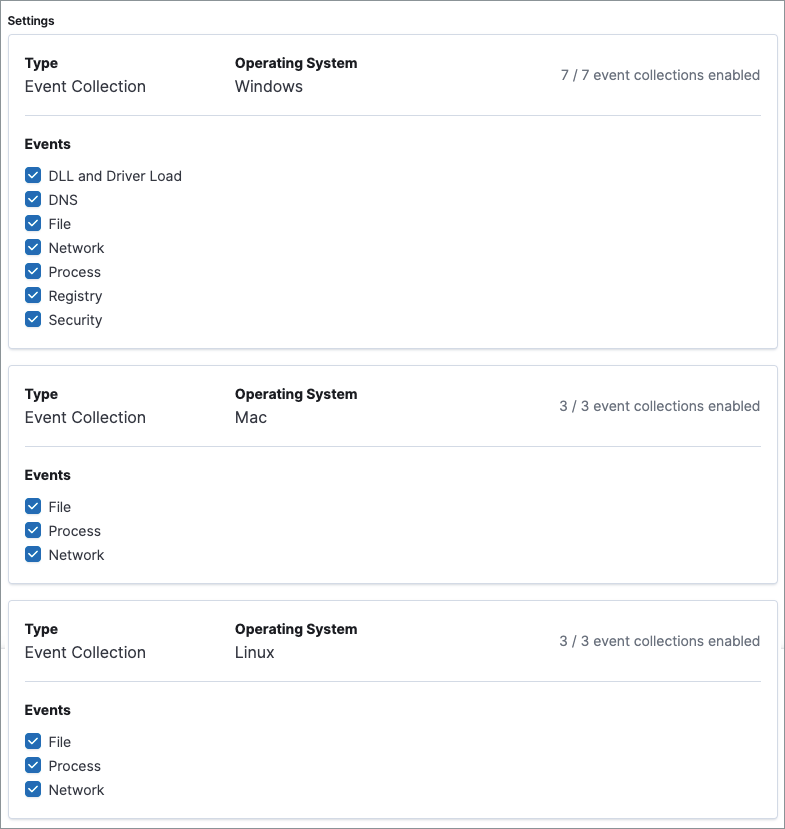 Settings
Type
Operating System
Event Collection
Windows
7 / 7 event collections enabled
Events
DLL and Driver Load
DNS
File
Network
Process
Registry
Security
Type
Operating System
Event Collection
Mac
3 / 3 event collections enabled
Events
File
Process
Network
Type
Operating System
Event Collection
Linux
3 / 3 event collections enabled
Events
File
Process
Network